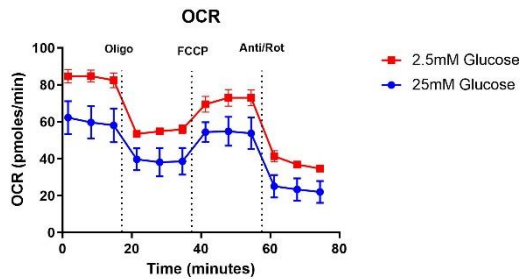 OCR
Oligo
FCCP
Anti/Rot
2.5mM Glucose
25mM Glucose
OCR (pmoles/min)
100
80
60
40
20
0
0 20 40 60 80
Time (minutes)